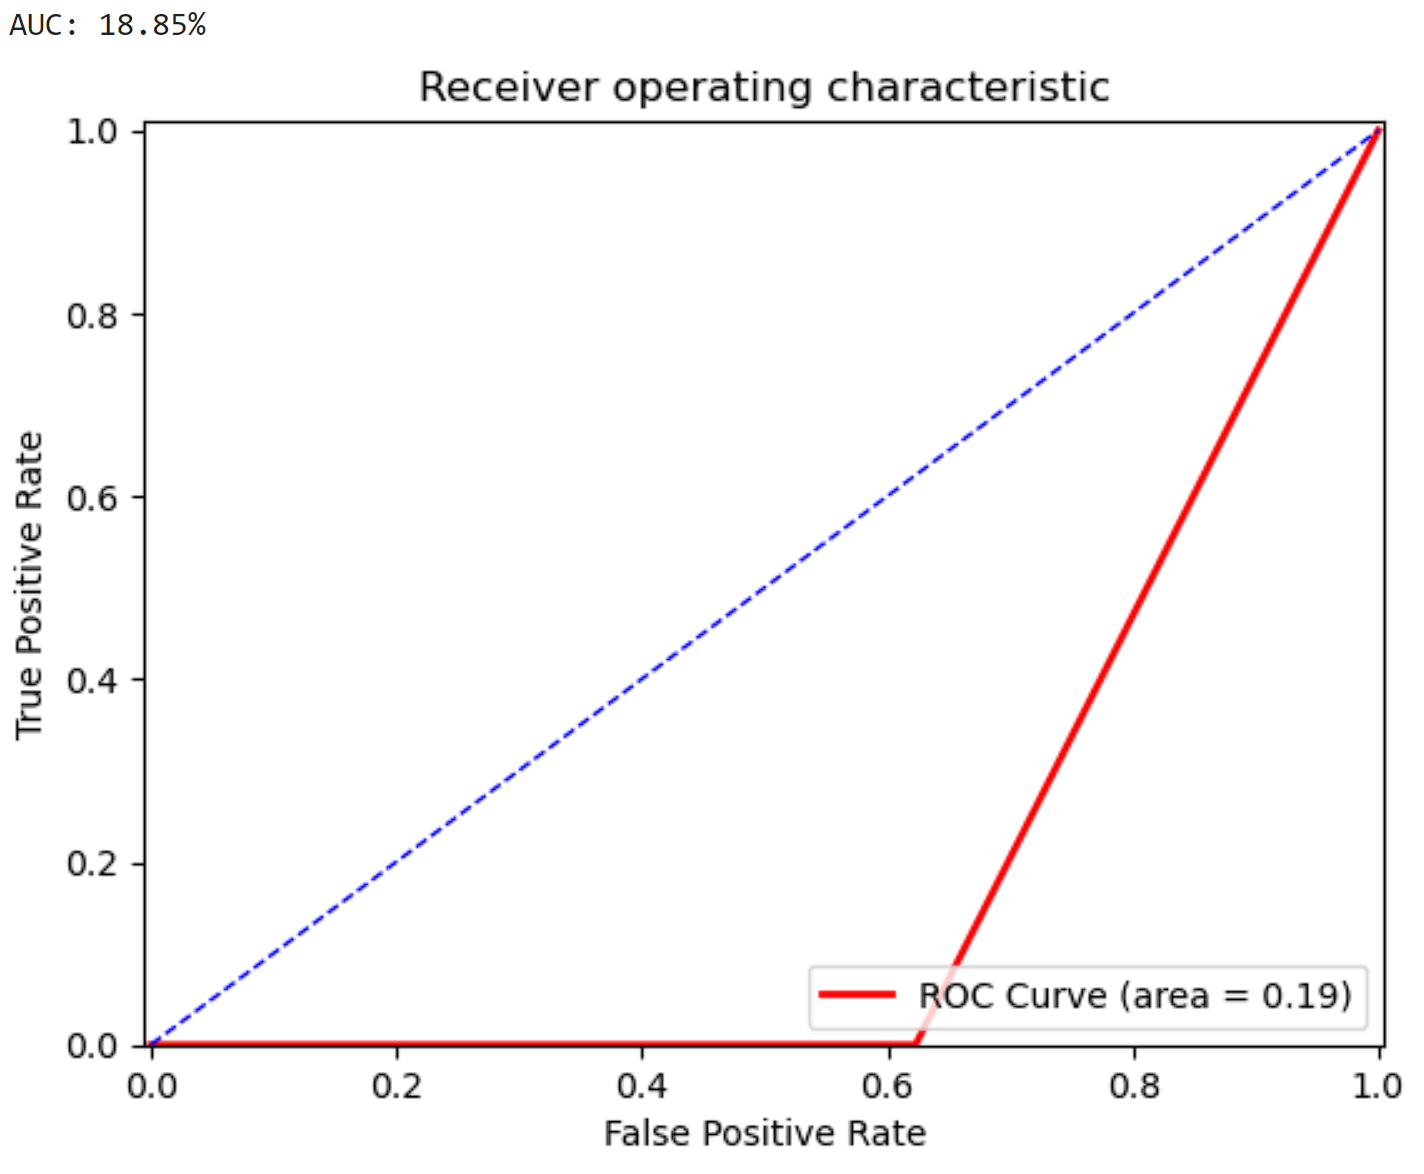 AUC: 18.85%
Receiver operating characteristic
True Positive Rate
1.0
0.8
0.6
0.4
0.2
0.0
ROC Curve (area = 0.19)
0.0 0.2 0.4 0.6 0.8 1.0
False Positive Rate